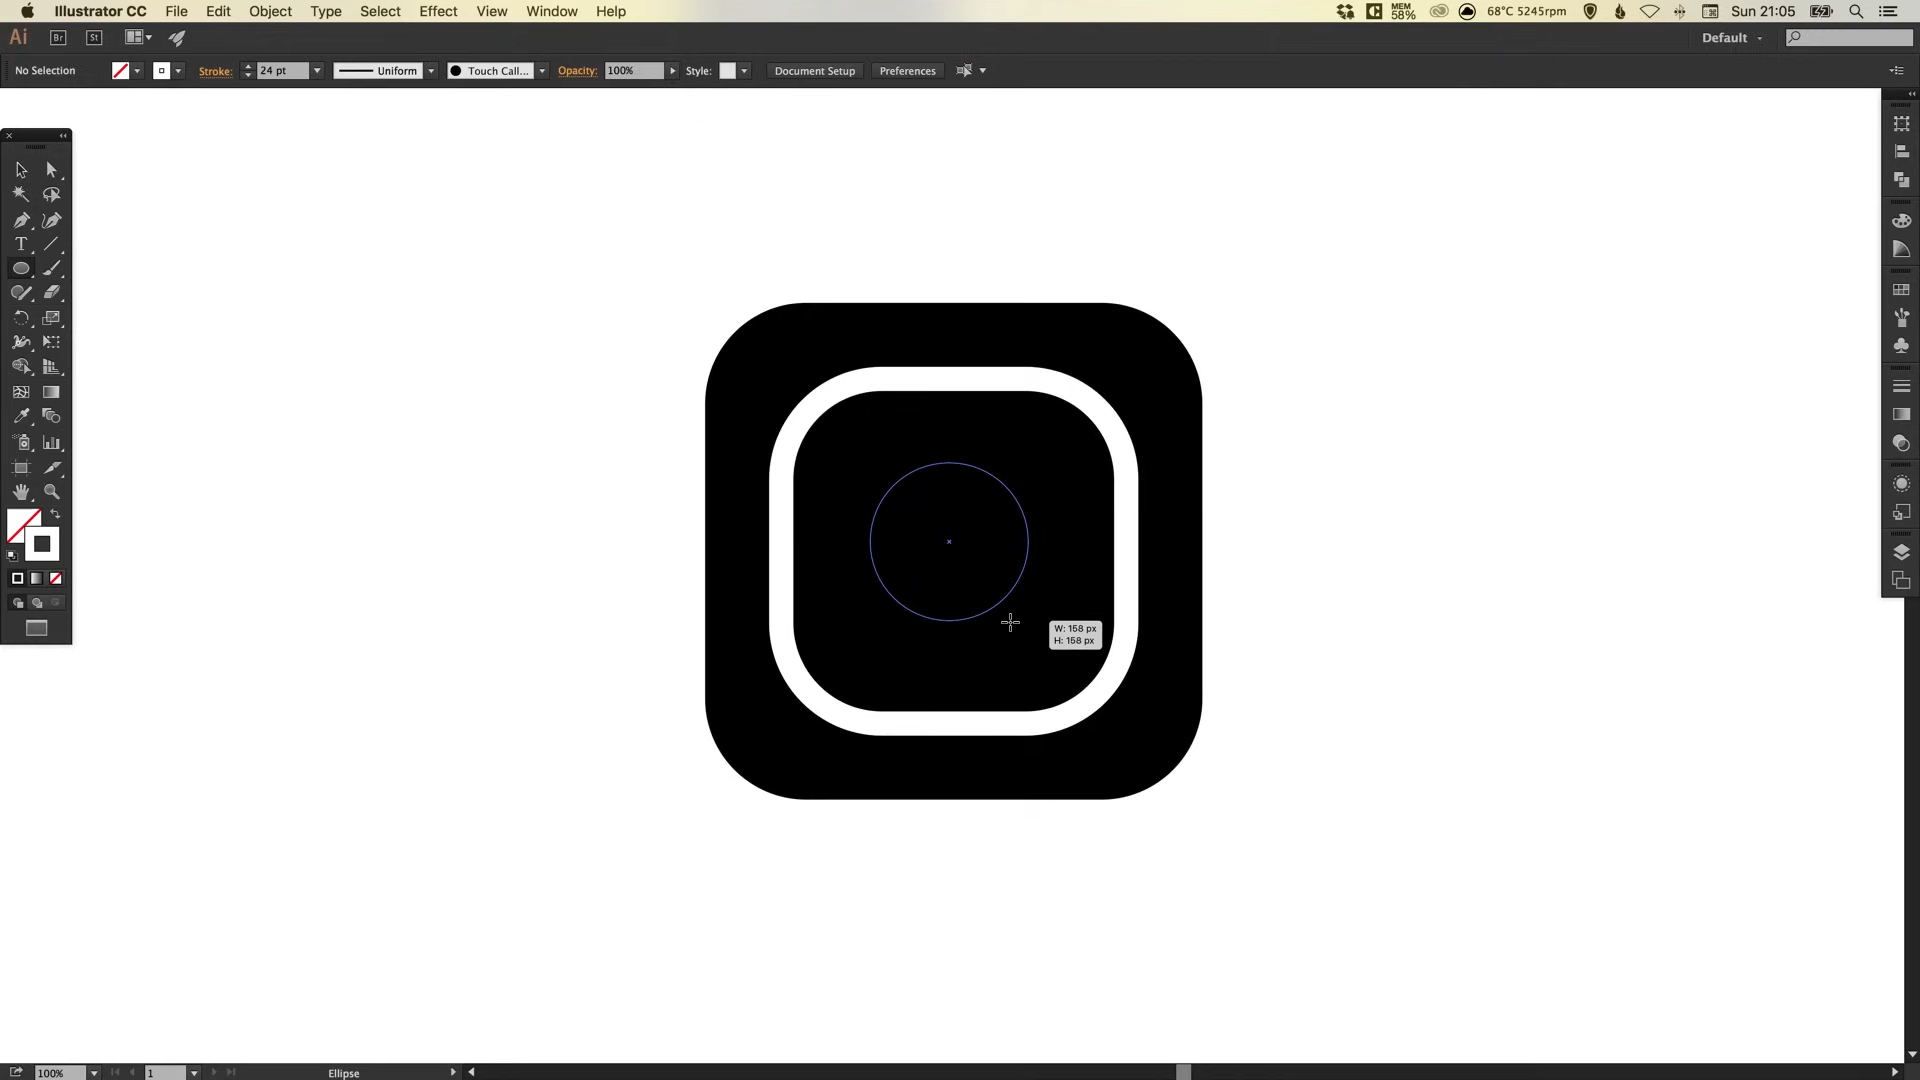 Illustrator CC File Edit Object Type Select Effect View Window Help MEM 58% 68°C 5245rpm Sun 21:05
Ai Br St Default
No Selection Stroke: 24 pt Uniform Touch Call... Opacity: 100% Style: Document Setup Preferences
T
W: 158 px
H: 158 px
100% 1 Ellipse